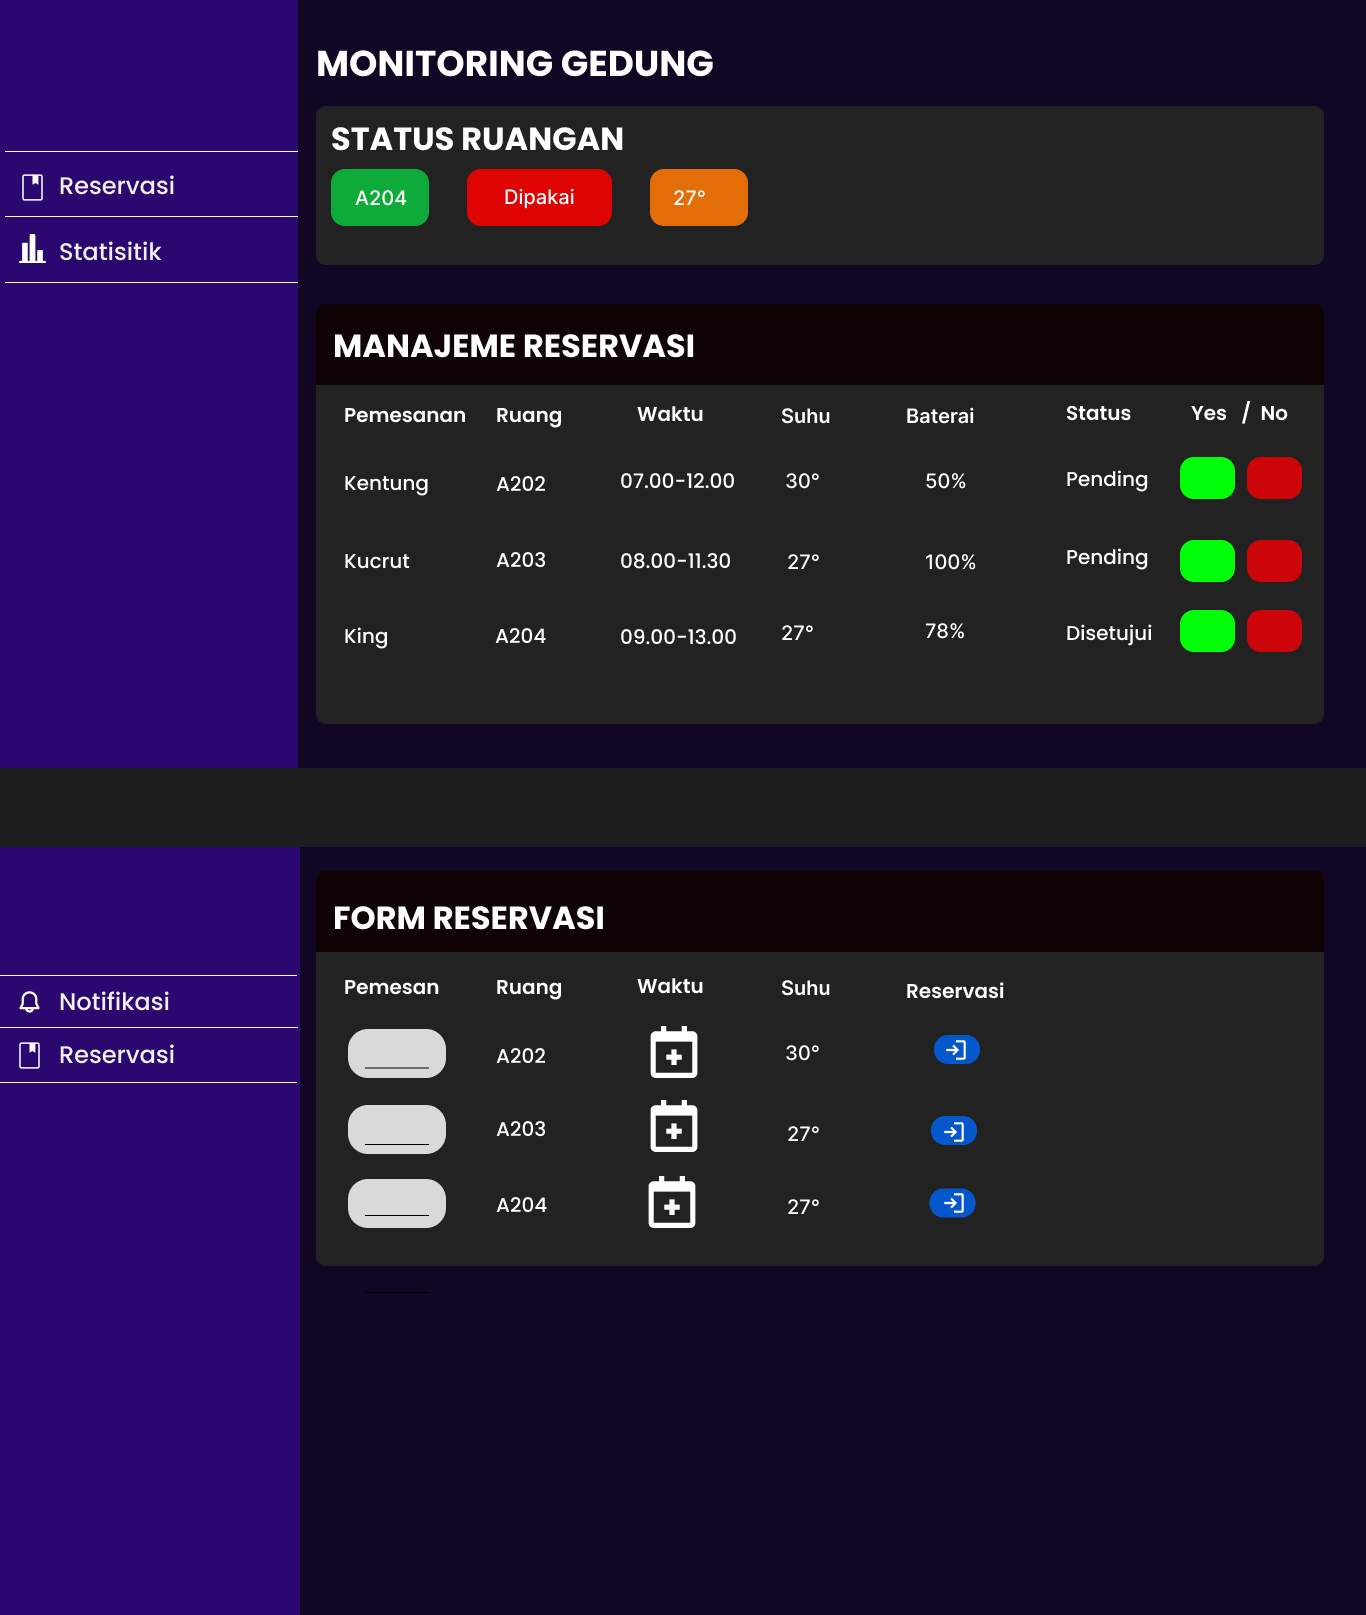 MONITORING GEDUNG
STATUS RUANGAN
A204 Dipakai 27°
Reservasi
Statisitik
MANAJEME RESERVASI
Pemesanan Ruang Waktu Suhu Baterai Status Yes / No
Kentung A202 07.00-12.00 30° 50% Pending
Kucrut A203 08.00-11.30 27° 100% Pending
King A204 09.00-13.00 27° 78% Disetujui
FORM RESERVASI
Notifikasi
Reservasi
Pemesan Ruang Waktu Suhu Reservasi
A202 30°
A203 27°
A204 27°